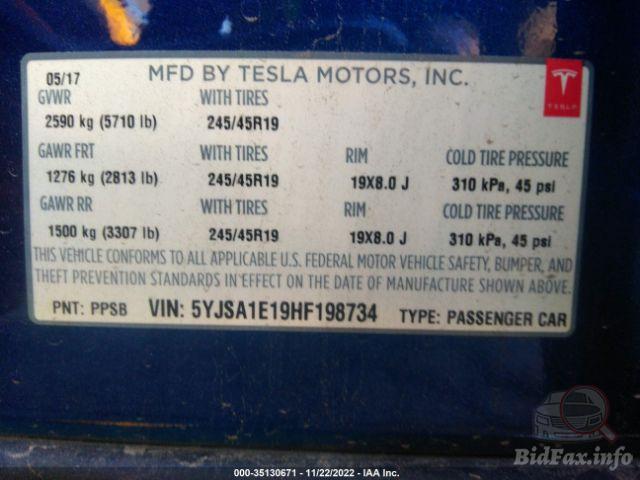 05/17 MFD BY TESLA MOTORS, INC.
GVWR WITH TIRES
2590 kg (5710 lb) 245/45R19
TESLA
GAWR FRT WITH TIRES RIM COLD TIRE PRESSURE
1276 kg (2813 lb) 245/45R19 19X8.0 J 310 kPa, 45 psi
GAWR RR WITH TIRES RIM COLD TIRE PRESSURE
1500 kg (3307 lb) 245/45R19 19X8.0 J 310 kPa, 45 psi
THIS VEHICLE CONFORMS TO ALL APPLICABLE U.S. FEDERAL MOTOR VEHICLE SAFETY, BUMPER, AND
THEFT PREVENTION STANDARDS IN EFFECT ON THE DATE OF MANUFACTURE SHOWN ABOVE.
PNT: PPSB VIN: 5YJSA1E19HF198734 TYPE: PASSENGER CAR
BidFax.info
000-35130671 - 11/22/2022 - IAA Inc.